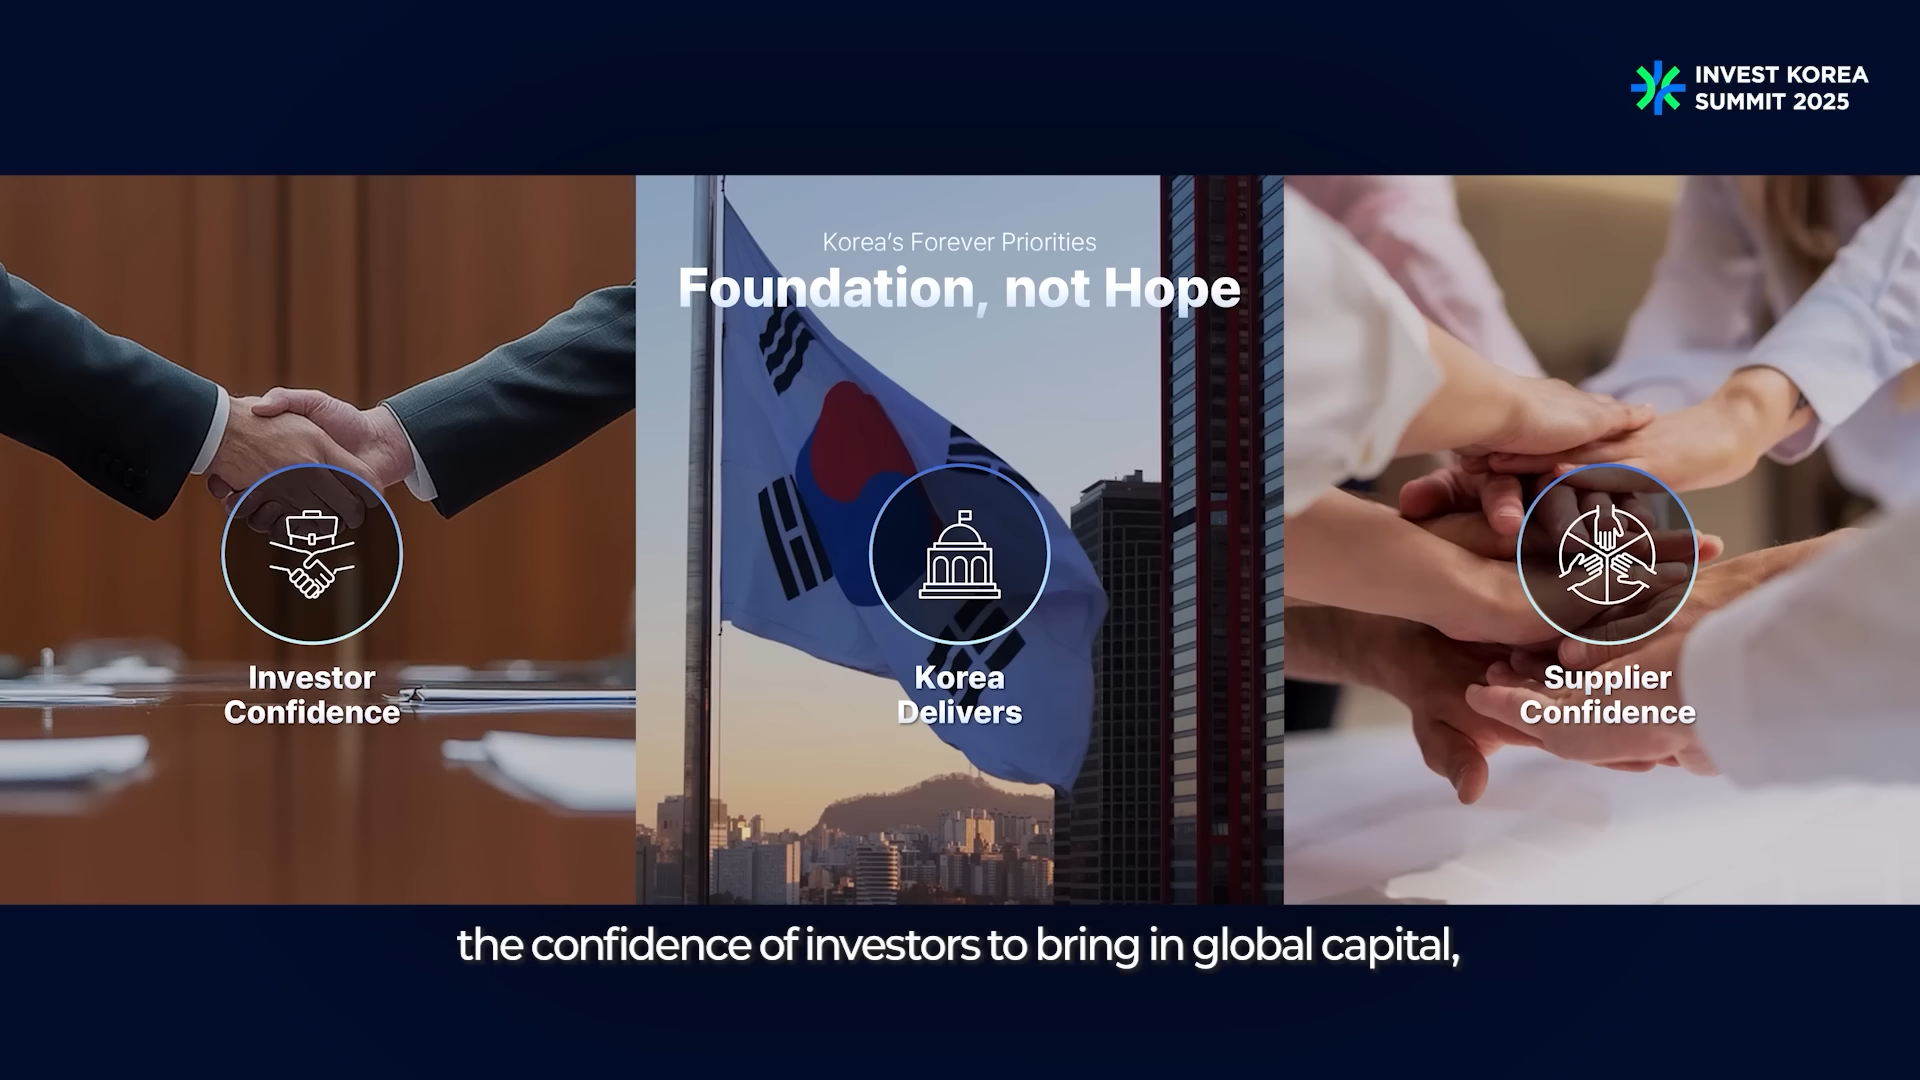 INVEST KOREA
SUMMIT 2025
Korea’s Forever Priorities
Foundation, not Hope
Investor
Confidence
Korea
Delivers
Supplier
Confidence
the confidence of investors to bring in global capital,